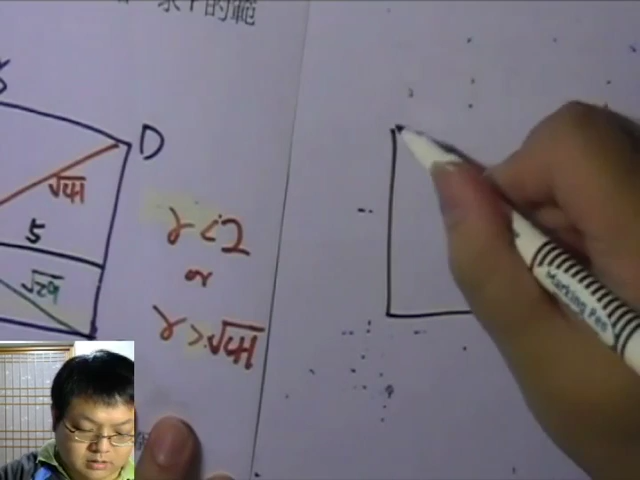 的範
D
√41
5
√29
r<2
or
r>√41
Marking Pen